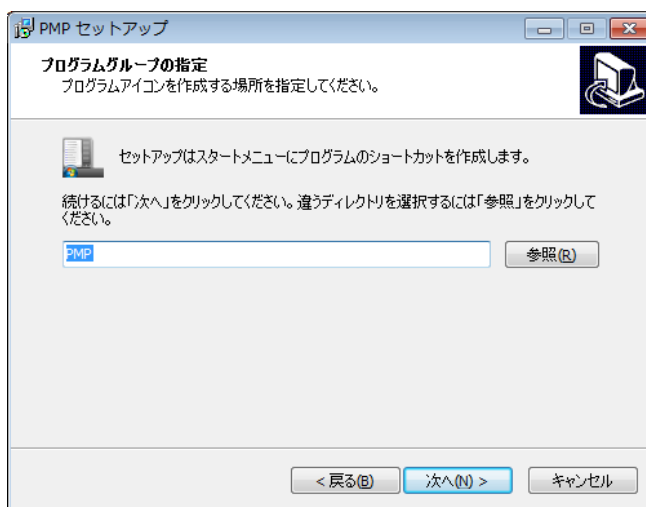 PMP セットアップ
プログラムグループの指定
プログラムアイコンを作成する場所を指定してください。
セットアップはスタートメニューにプログラムのショートカットを作成します。
続けるには「次へ」をクリックしてください。違うディレクトリを選択するには「参照」をクリックして
ください。
PMP
参照(R)
< 戻る(B)
次へ(N) >
キャンセル